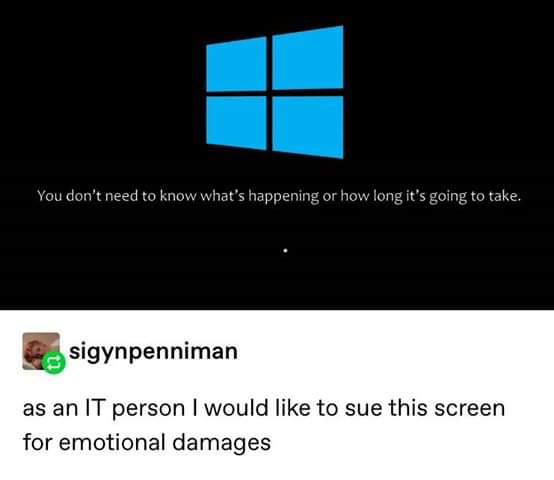 You don't need to know what's happening or how long it's going to take.
sigynpenniman
as an IT person I would like to sue this screen
for emotional damages